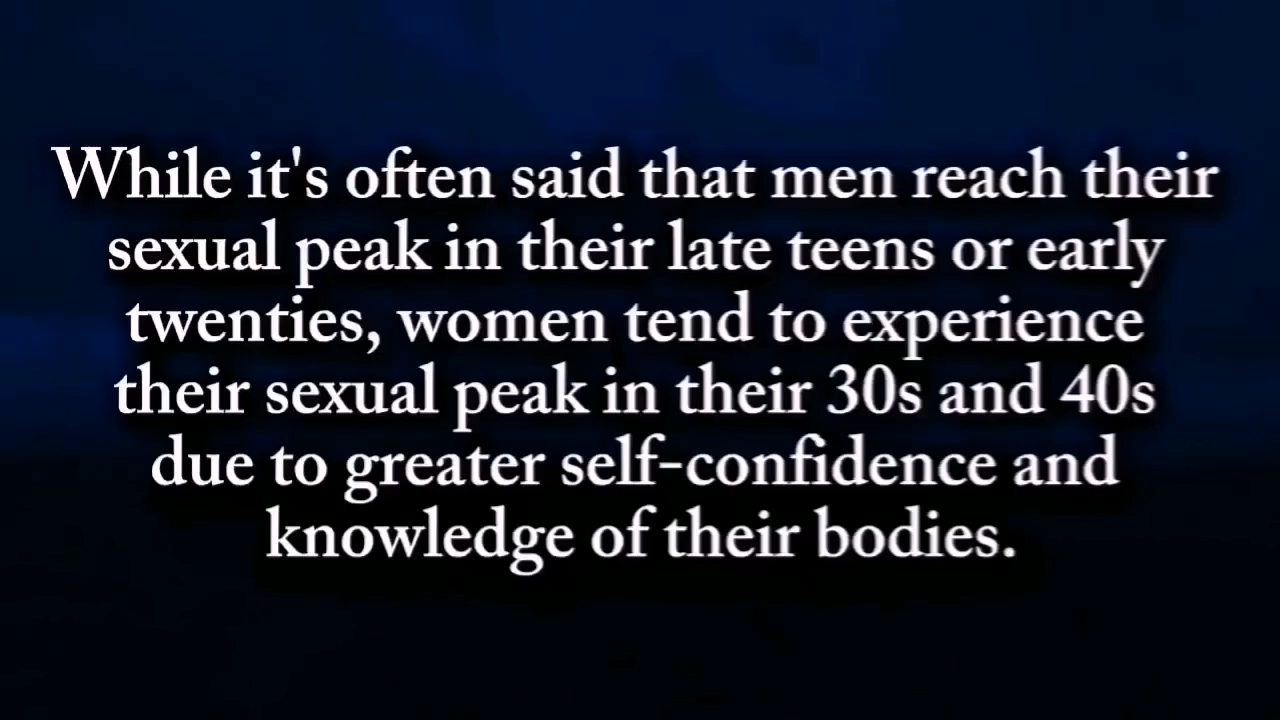 While it's often said that men reach their
sexual peak in their late teens or early
twenties, women tend to experience
their sexual peak in their 30s and 40s
due to greater self-confidence and
knowledge of their bodies.